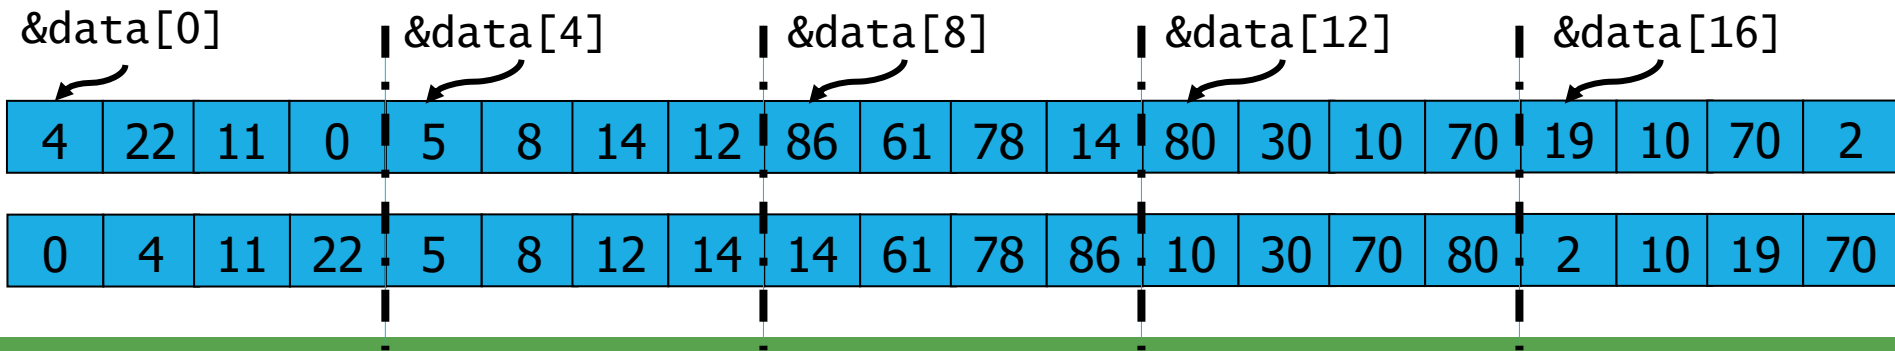 &data[0] &data[4] &data[8] &data[12] &data[16]
4 22 11 0 5 8 14 12 86 61 78 14 80 30 10 70 19 10 70 2
0 4 11 22 5 8 12 14 14 61 78 86 10 30 70 80 2 10 19 70